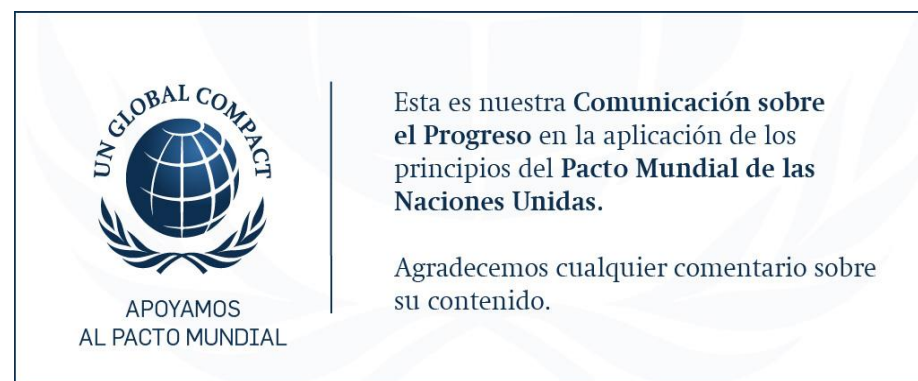 UN GLOBAL COMPACT
APOYAMOS
AL PACTO MUNDIAL
Esta es nuestra Comunicación sobre
el Progreso en la aplicación de los
principios del Pacto Mundial de las
Naciones Unidas.
Agradecemos cualquier comentario sobre
su contenido.